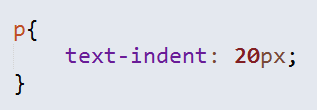 p{
    text-indent: 20px;
}